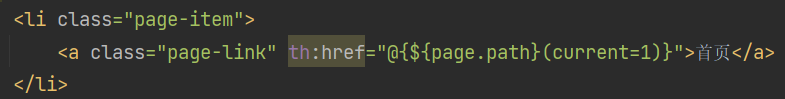 <li class="page-item">
<a class="page-link" th:href="@{${page.path}(current=1)}">首页</a>
</li>